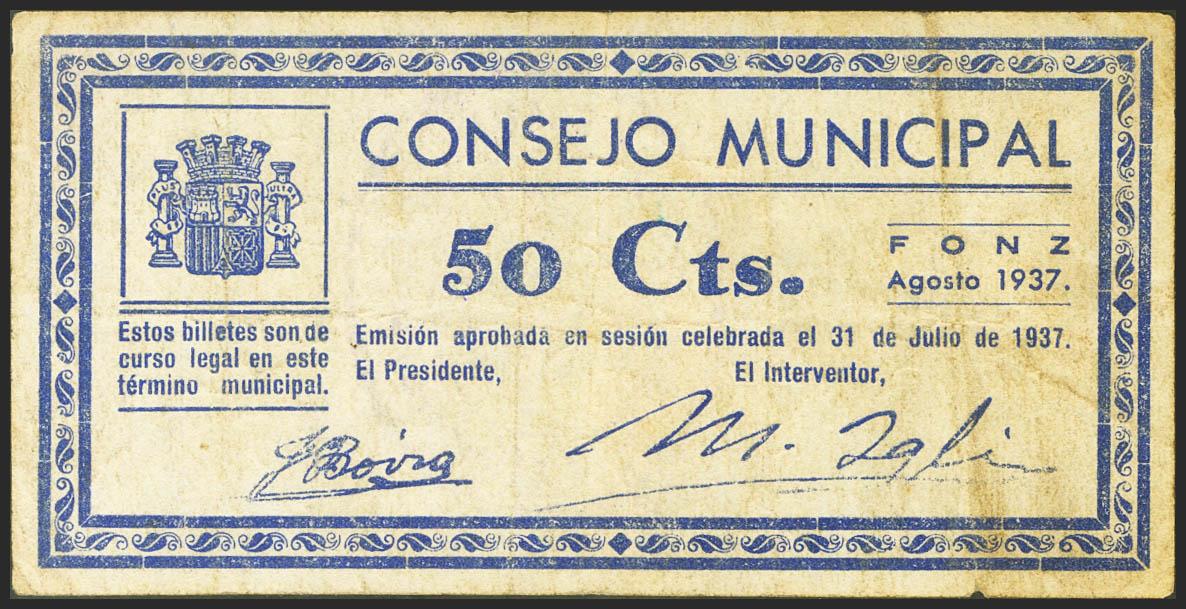 CONSEJO MUNICIPAL
50 Cts.
FONZ
Agosto 1937.
PLUS
ULTRA
Estos billetes son de
curso legal en este
término municipal.
Emisión aprobada en sesión celebrada el 31 de Julio de 1937.
El Presidente,
El Interventor,